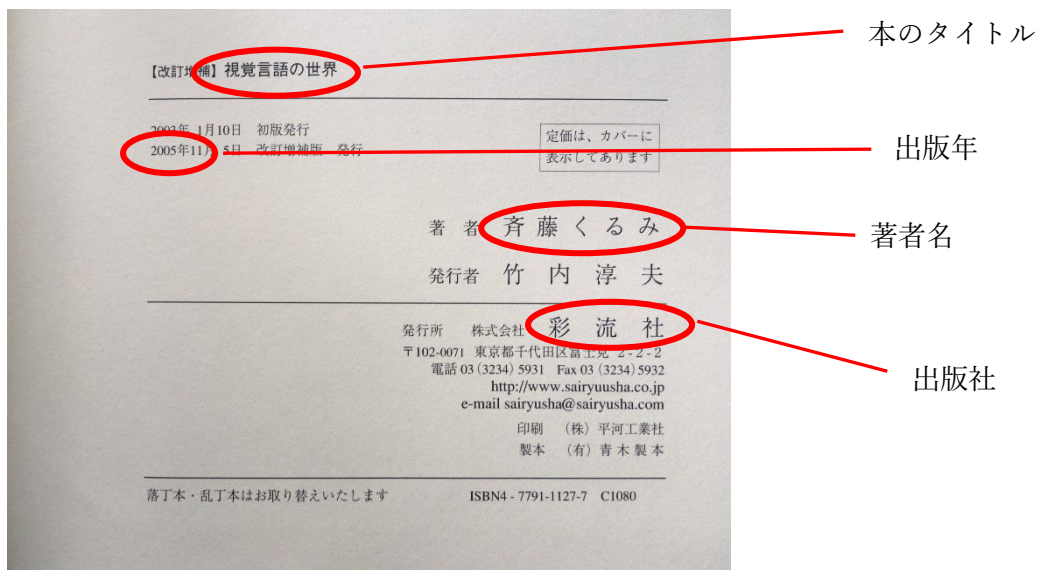 本のタイトル
【改訂増補】視覚言語の世界
2003年 1月10日 初版発行
2005年11月 5日 改訂増補版 発行
定価は、カバーに
表示してあります
出版年
著 者 斉藤くるみ
著者名
発行者 竹内淳夫
発行所 株式会社 彩流社
〒102-0071 東京都千代田区富士見 2-2-2
電話 03 (3234) 5931 Fax 03 (3234) 5932
http://www.sairyuusha.co.jp
e-mail sairyusha@sairyusha.com
出版社
印刷 (株) 平河工業社
製本 (有) 青木製本
落丁本・乱丁本はお取り替えいたします
ISBN4-7791-1127-7 C1080